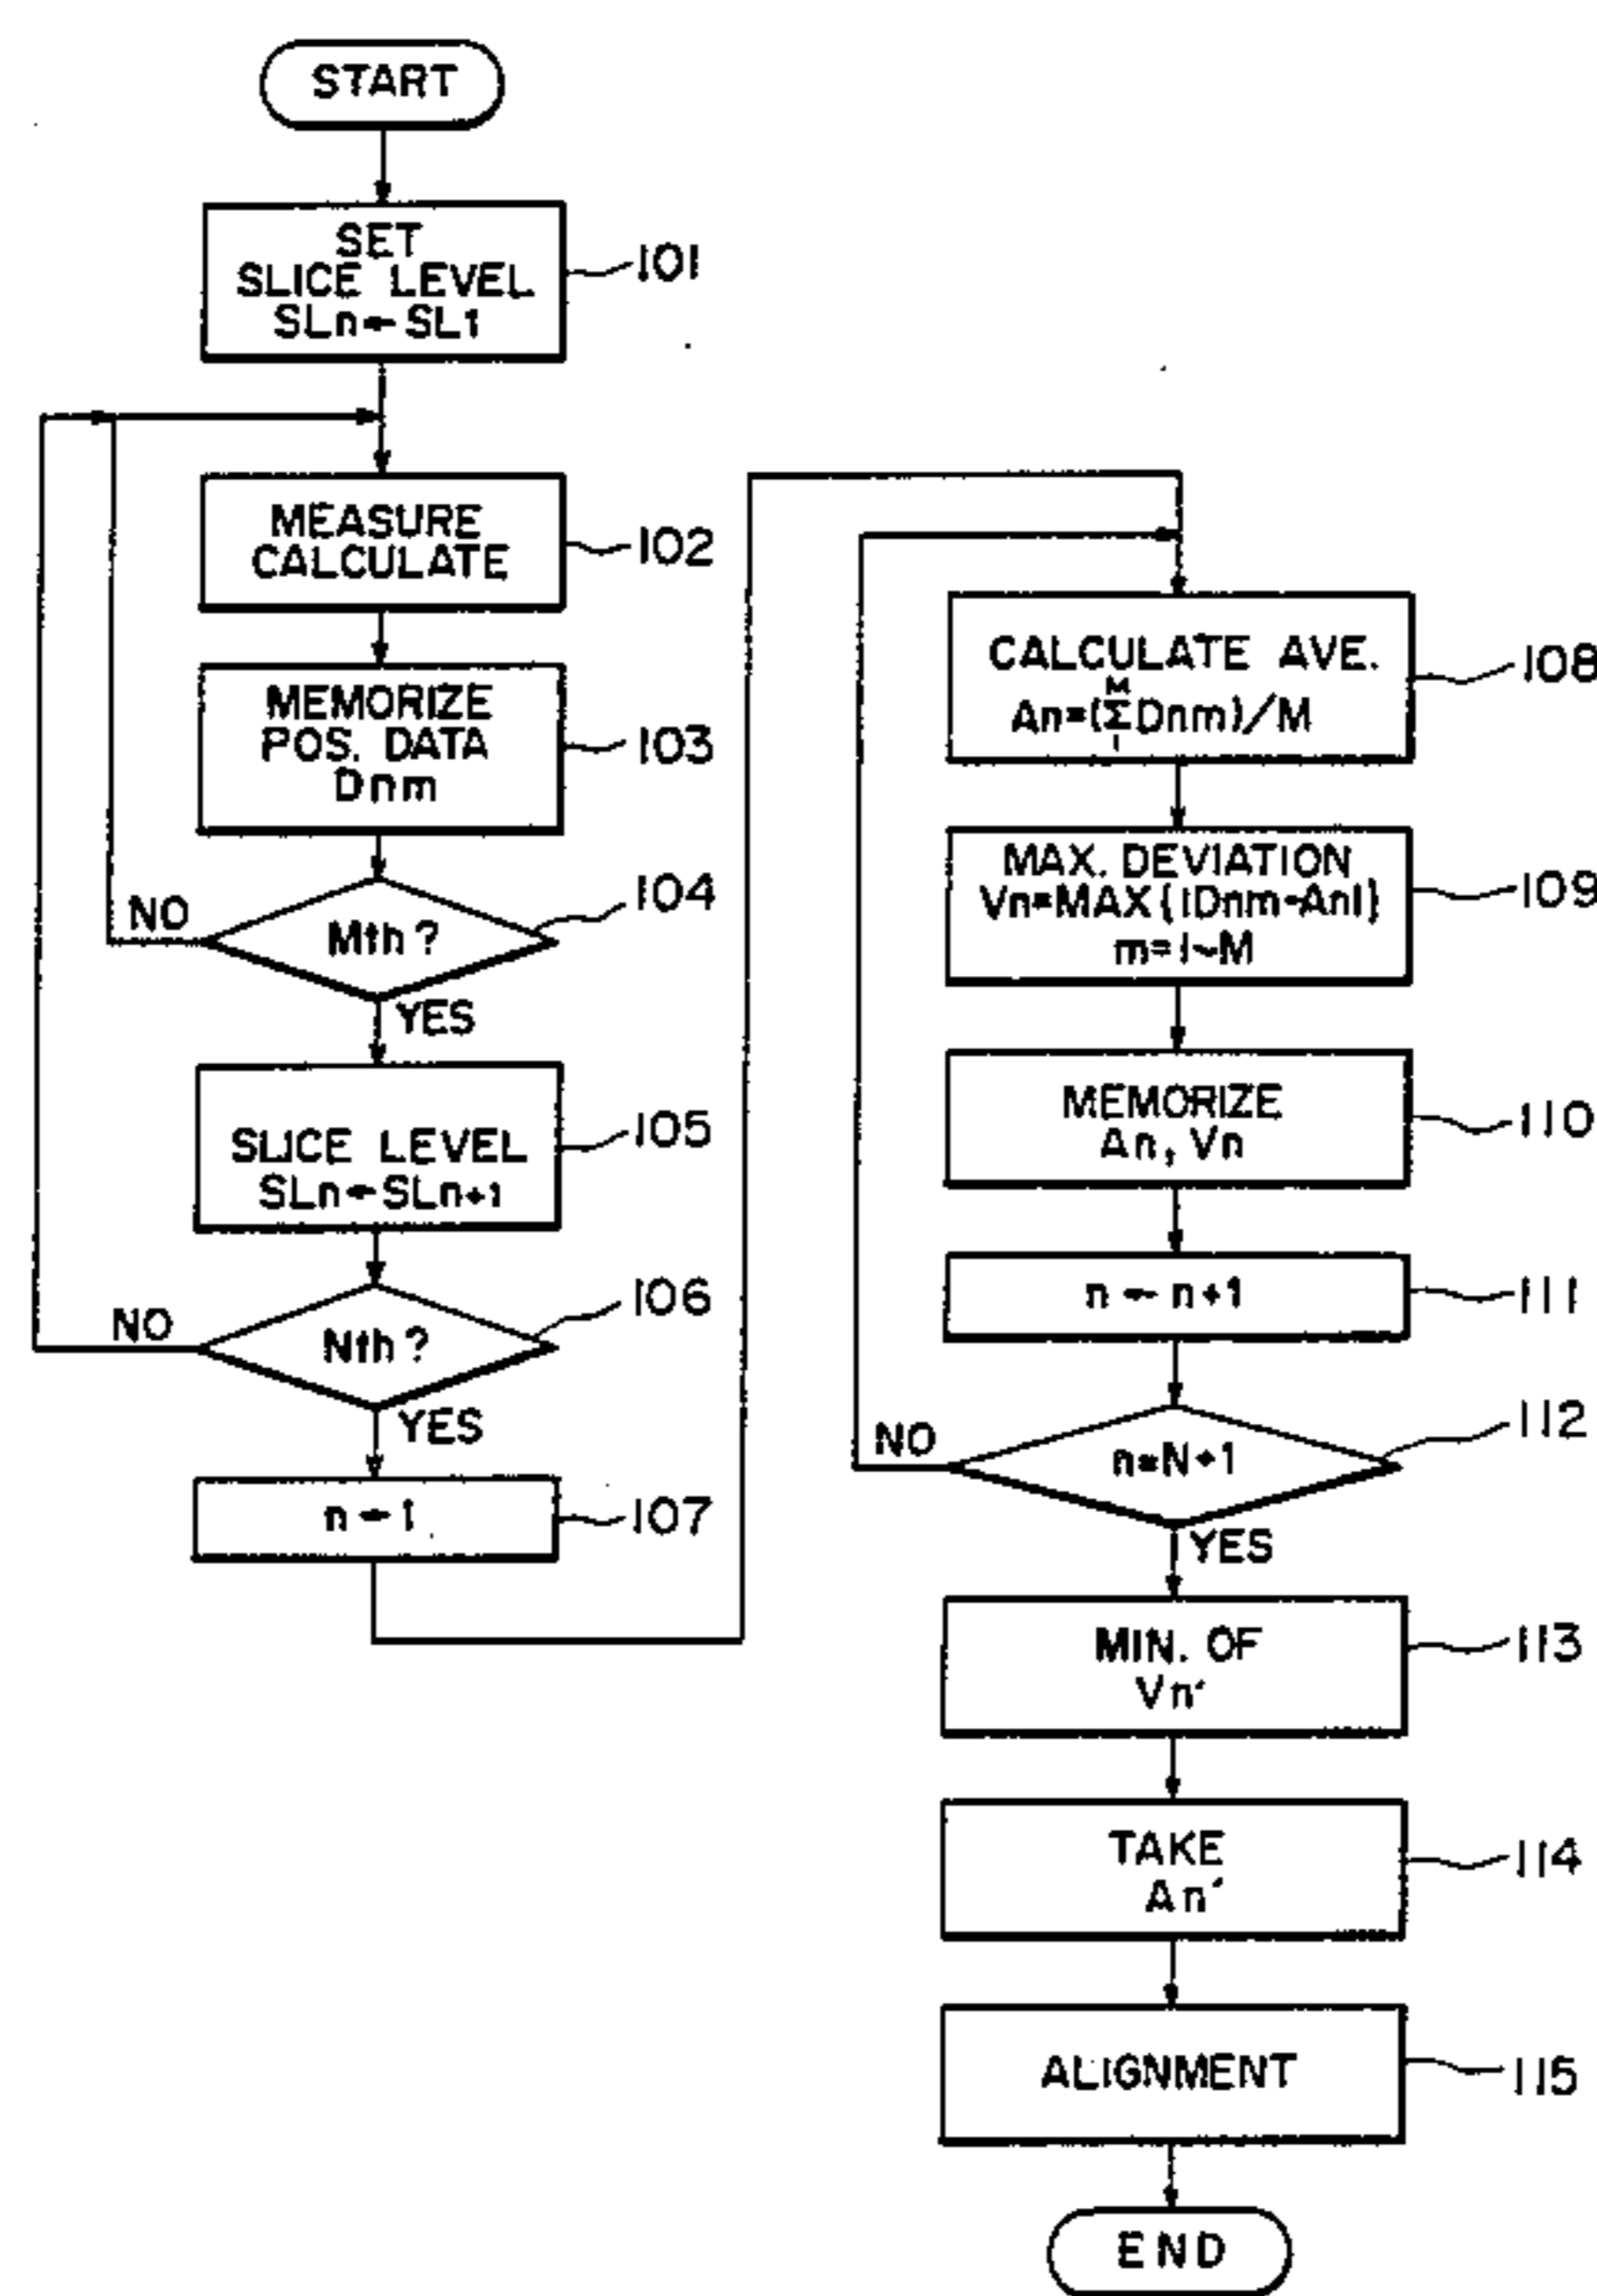 START
SET
SLICE LEVEL
SLn ← SL1
101
MEASURE
CALCULATE
102
MEMORIZE
POS. DATA
Dnm
103
NO
Mth ?
104
YES
SLICE LEVEL
SLn ← SLn+1
105
NO
Nth ?
106
YES
n ← 1
107
CALCULATE AVE.
M
An=(Σ Dnm)/M
1
108
MAX. DEVIATION
Vn=MAX(|Dnm-An|)
m=1~M
109
MEMORIZE
An, Vn
110
n ← n+1
111
NO
n=N+1
112
YES
MIN. OF
Vn'
113
TAKE
An'
114
ALIGNMENT
115
END